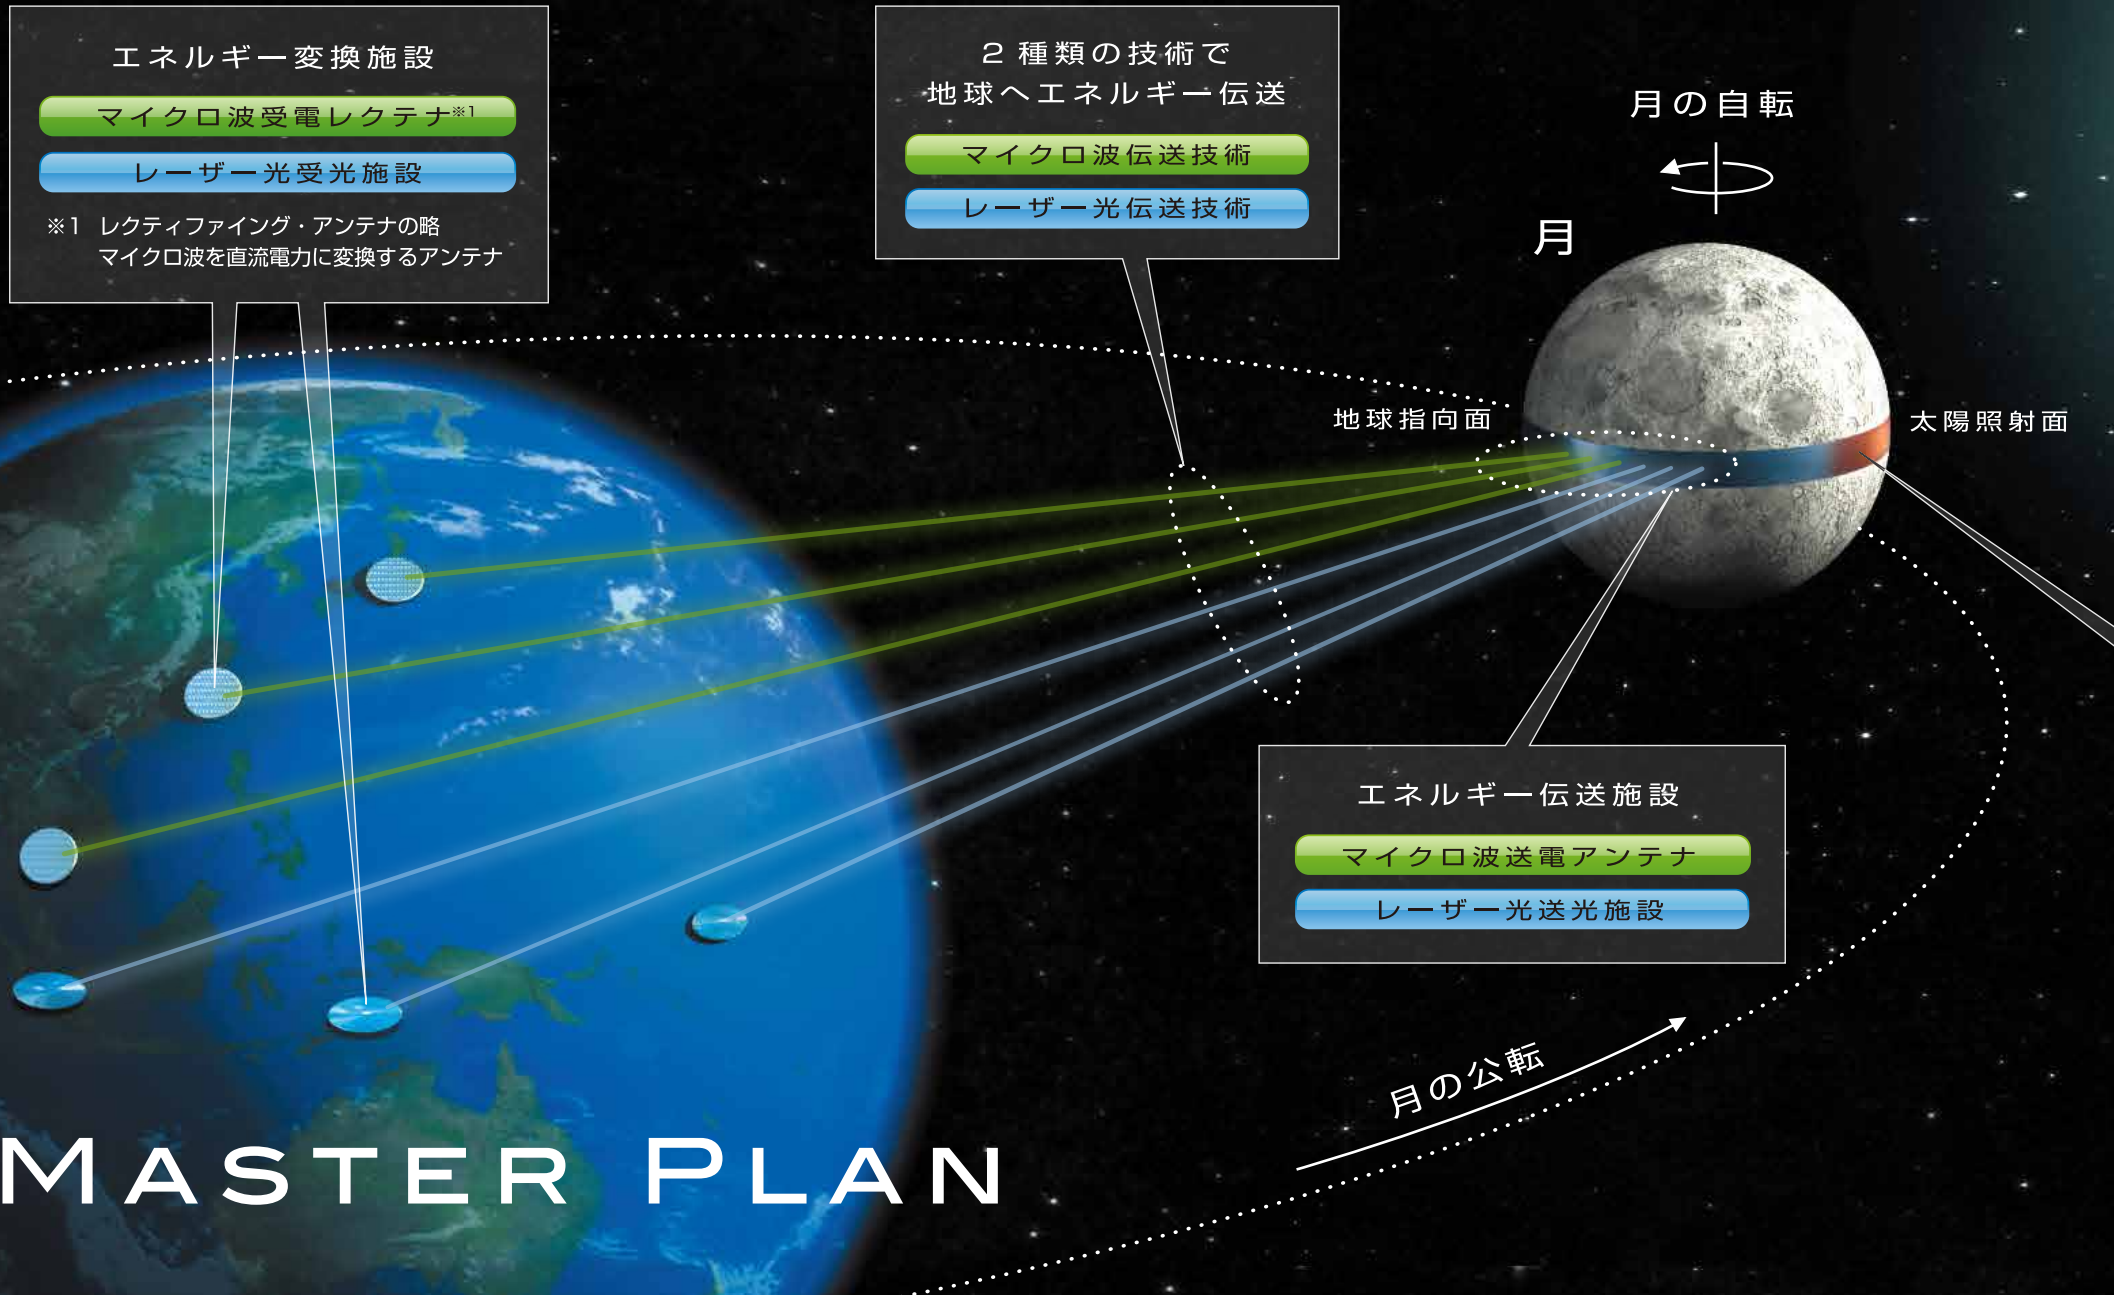 エネルギー変換施設
マイクロ波受電レクテナ※1
レーザー光受光施設
※1 レクティファイング・アンテナの略
マイクロ波を直流電力に変換するアンテナ
2種類の技術で
地球へエネルギー伝送
マイクロ波伝送技術
レーザー光伝送技術
月の自転
月
地球指向面
太陽照射面
エネルギー伝送施設
マイクロ波送電アンテナ
レーザー光送光施設
月の公転
MASTER PLAN